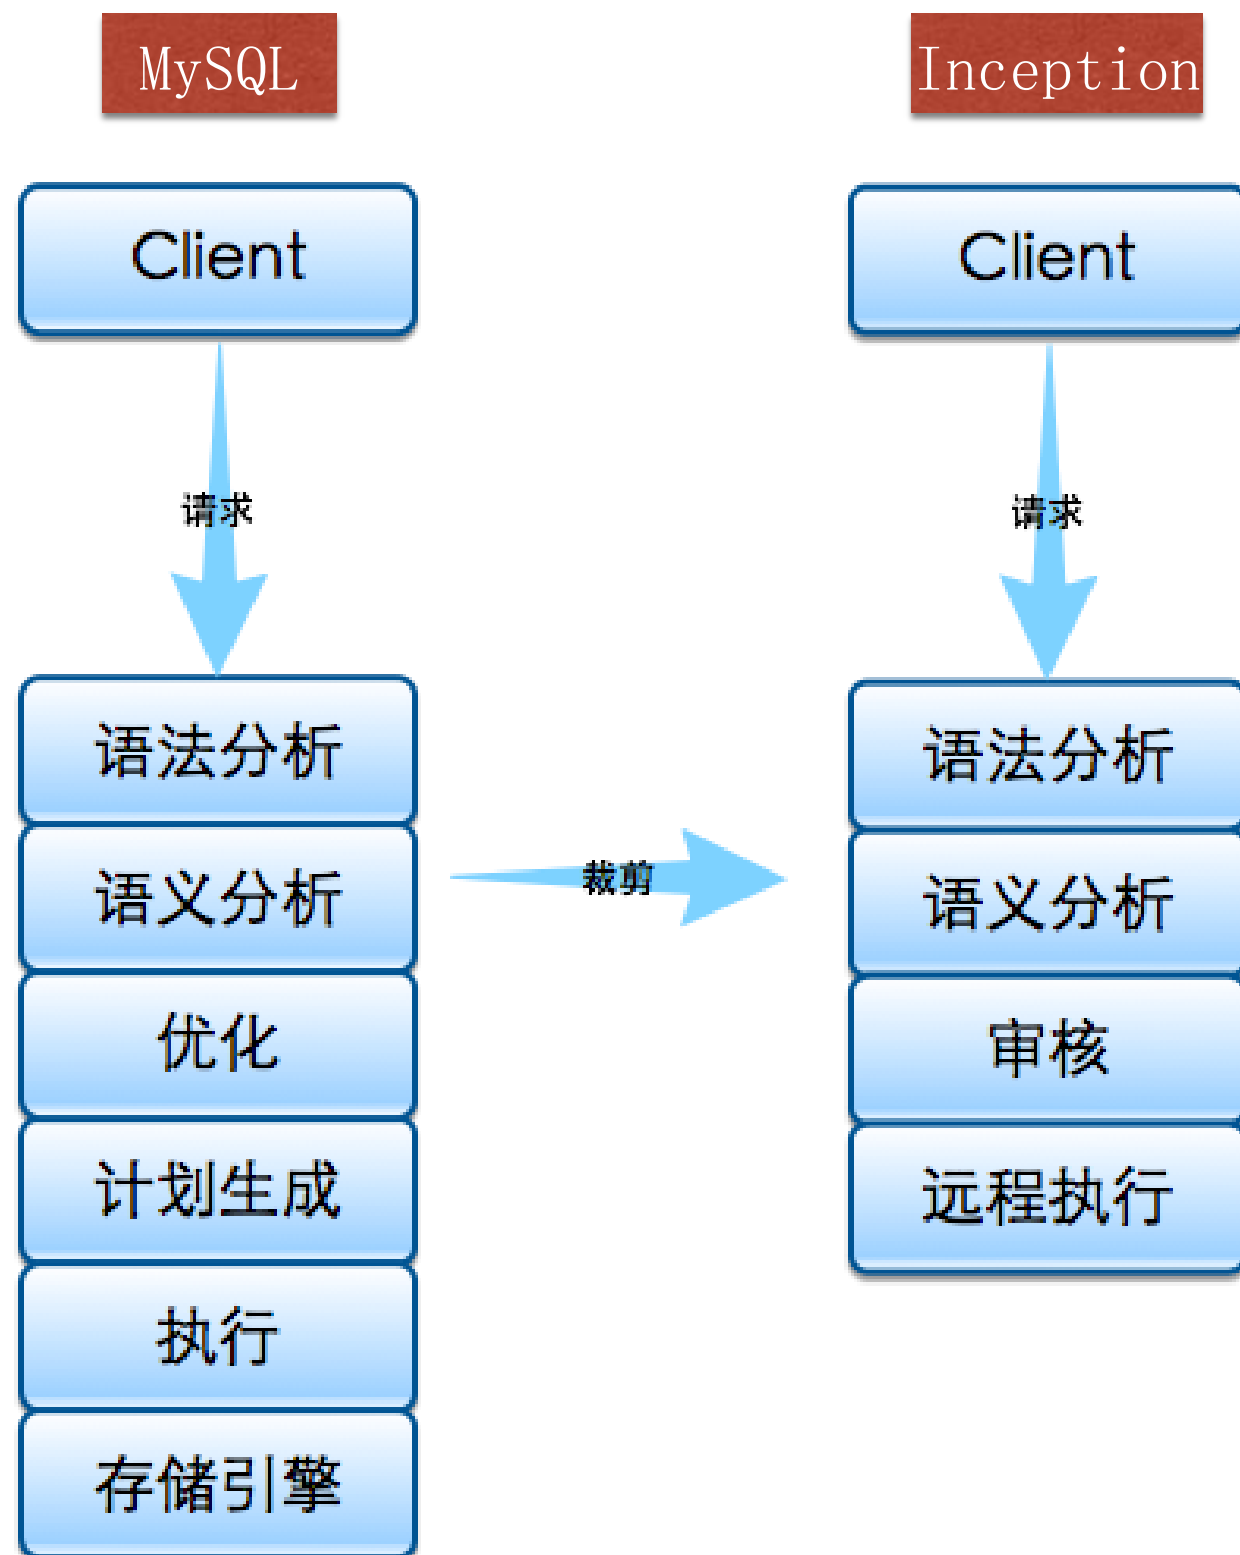 MySQL
Inception
Client
Client
请求
请求
语法分析
语义分析
优化
计划生成
执行
存储引擎
裁剪
语法分析
语义分析
审核
远程执行